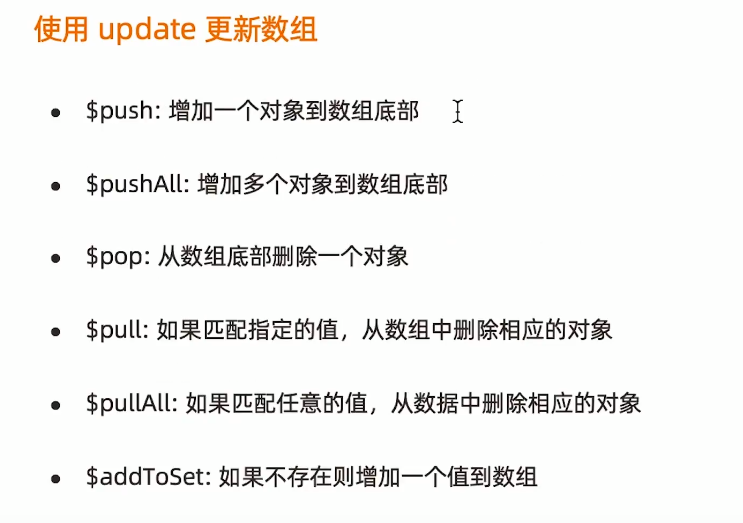 使用 update 更新数组
• $push: 增加一个对象到数组底部
• $pushAll: 增加多个对象到数组底部
• $pop: 从数组底部删除一个对象
• $pull: 如果匹配指定的值，从数组中删除相应的对象
• $pullAll: 如果匹配任意的值，从数据中删除相应的对象
• $addToSet: 如果不存在则增加一个值到数组